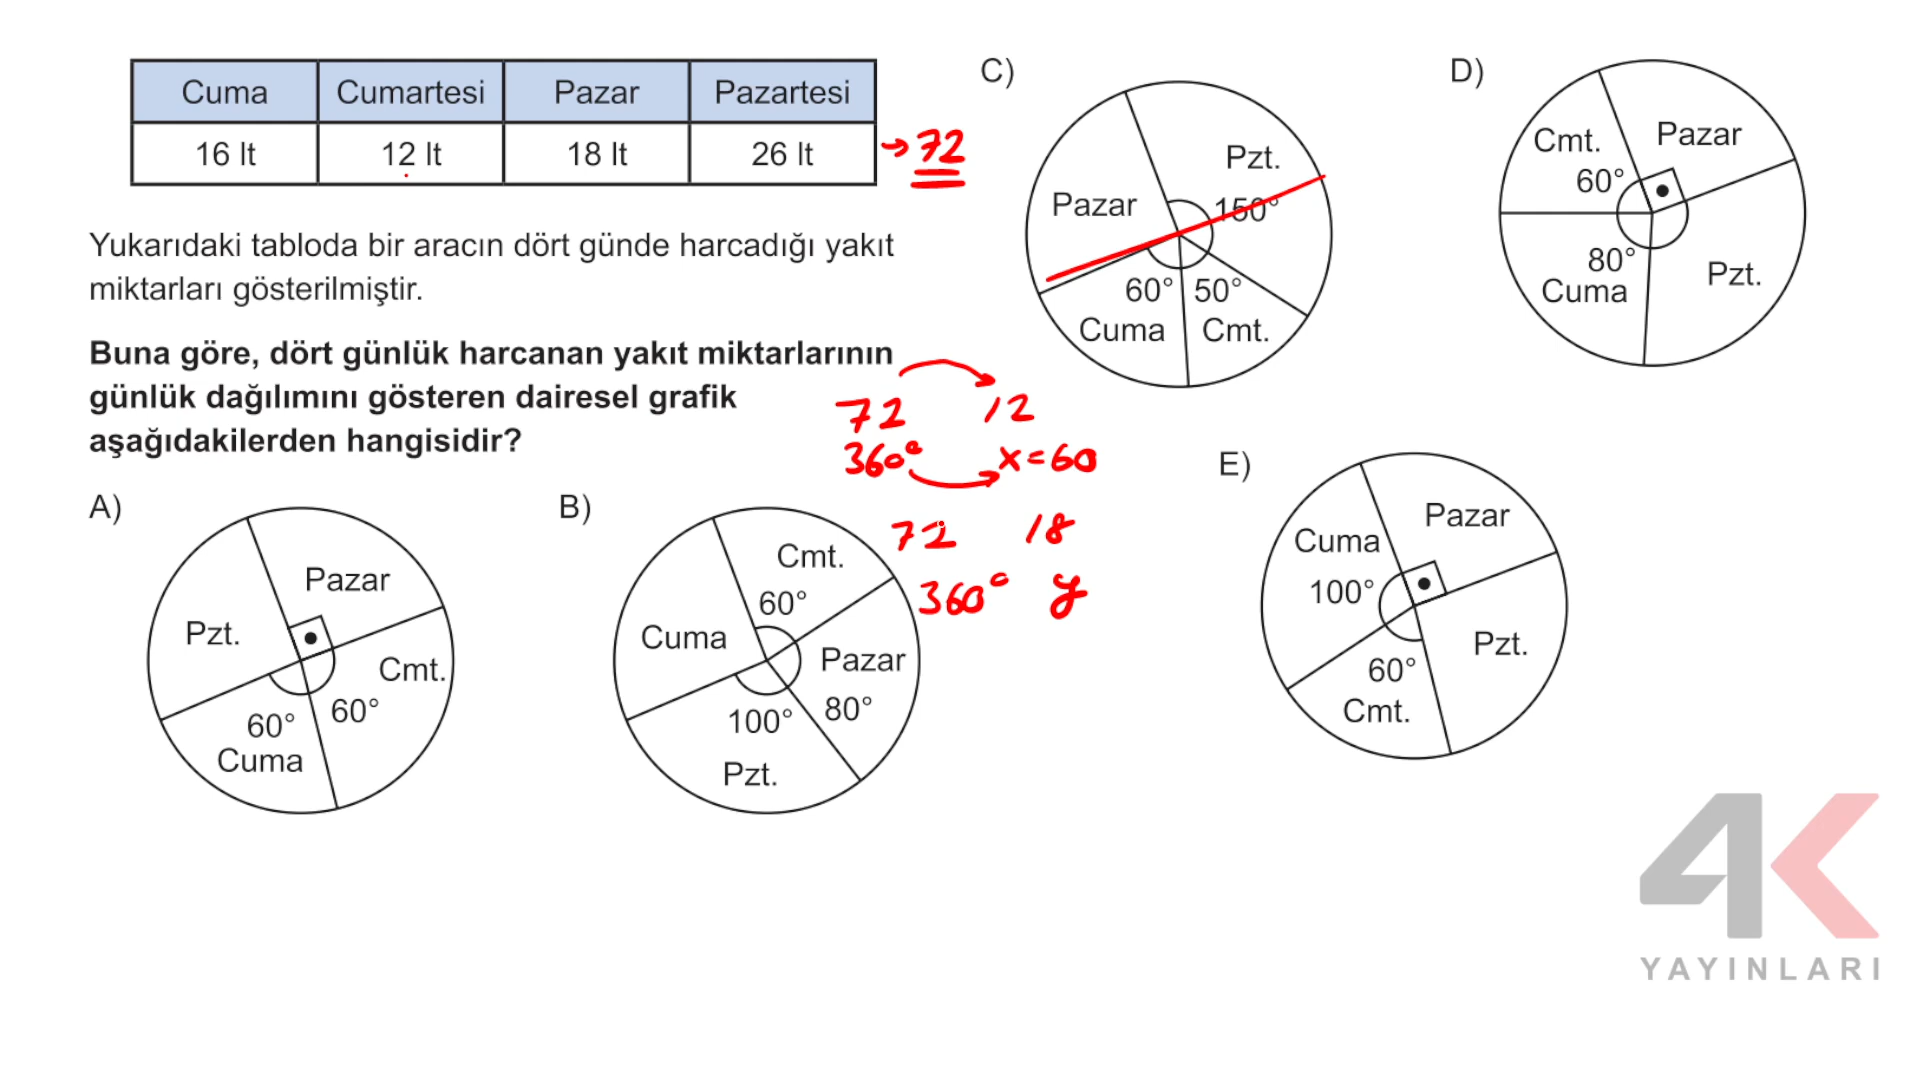 Cuma Cumartesi Pazar Pazartesi
16 lt 12 lt 18 lt 26 lt → 72
Yukarıdaki tabloda bir aracın dört günde harcadığı yakıt
miktarları gösterilmiştir.
Buna göre, dört günlük harcanan yakıt miktarlarının
günlük dağılımını gösteren dairesel grafik
aşağıdakilerden hangisidir?
72 12
360° x=60
72 18
360° y
A)
Pazar
Pzt.
Cmt.
60° 60°
Cuma
B)
Cmt.
60°
Cuma
Pazar
100° 80°
Pzt.
C)
Pzt.
Pazar 150°
60° 50°
Cuma Cmt.
D)
Cmt. Pazar
60°
80°
Cuma Pzt.
E)
Pazar
Cuma
100°
Pzt.
60°
Cmt.
4K
YAYINLARI